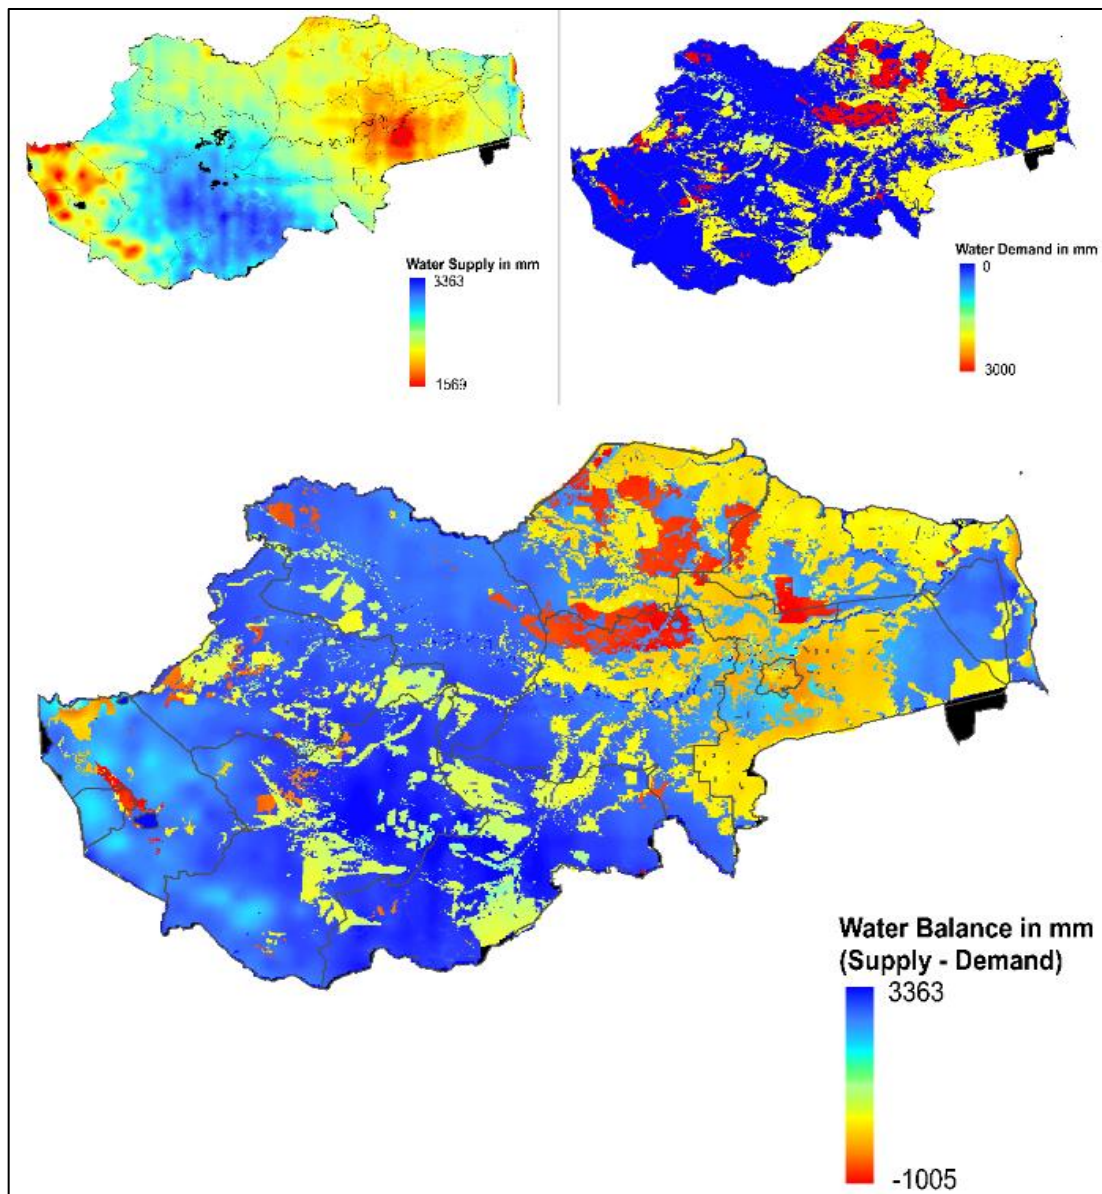 Water Supply in mm
3363
1569
Water Demand in mm
0
3000
Water Balance in mm
(Supply - Demand)
3363
-1005